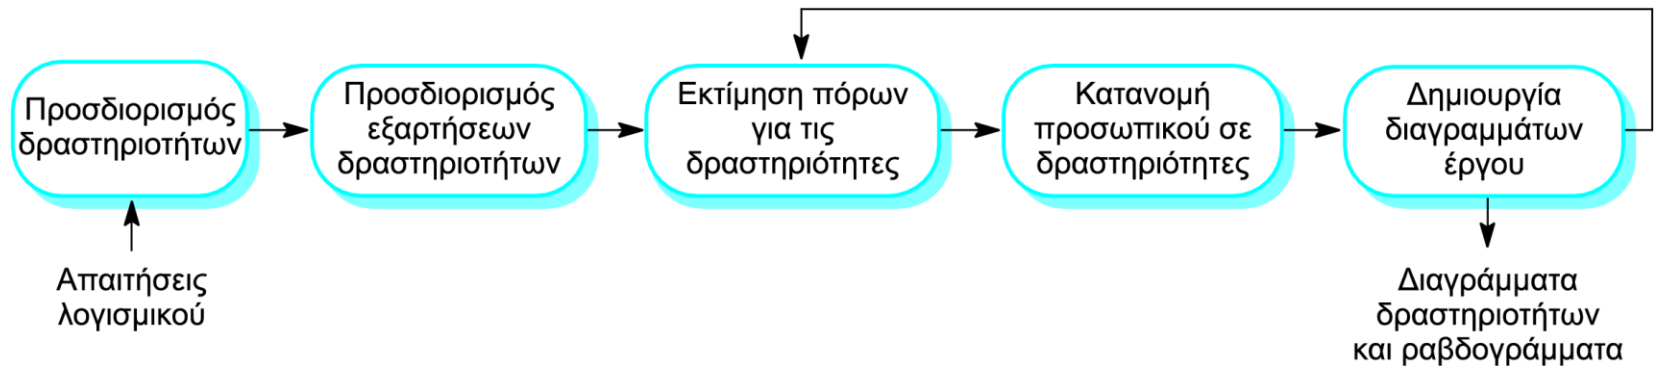 Προσδιορισμός
δραστηριοτήτων
Προσδιορισμός
εξαρτήσεων
δραστηριοτήτων
Εκτίμηση πόρων
για τις
δραστηριότητες
Κατανομή
προσωπικού σε
δραστηριότητες
Δημιουργία
διαγραμμάτων
έργου
Απαιτήσεις
λογισμικού
Διαγράμματα
δραστηριοτήτων
και ραβδογράμματα